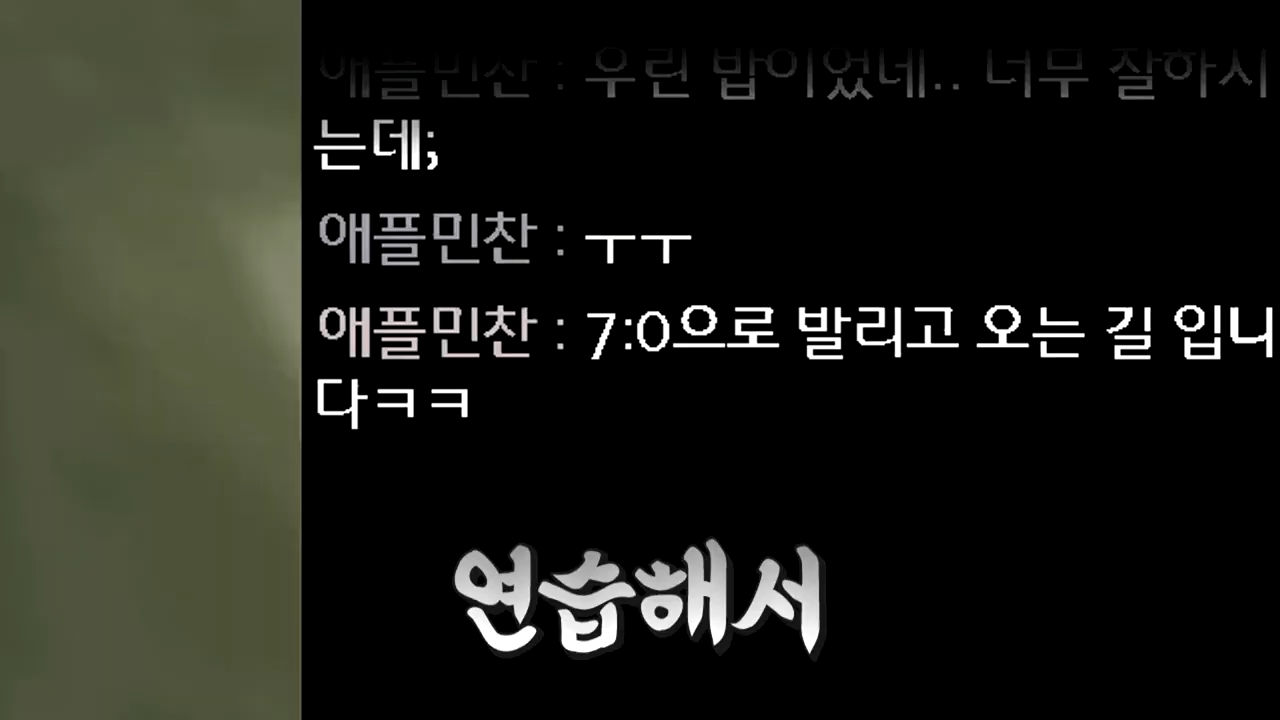 애플민찬 : 우린 밥이었네.. 너무 잘하시
는데;
애플민찬 : ㅜㅜ
애플민찬 : 7:0으로 발리고 오는 길 입니
다ㅋㅋ
연습해서